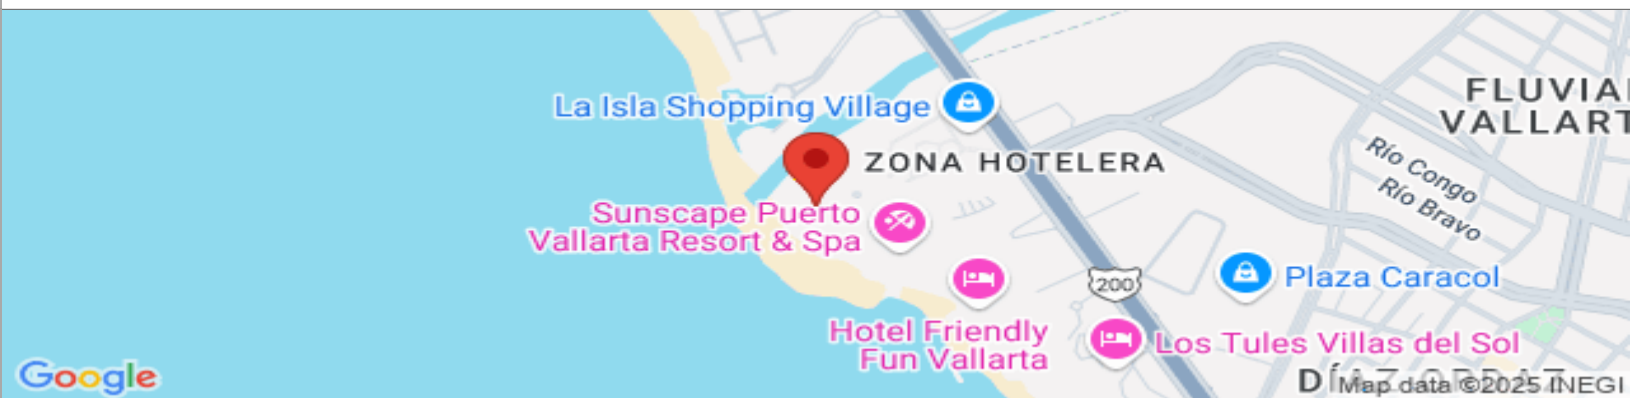 La Isla Shopping Village
FLUVIAL
VALLART
ZONA HOTELERA
Río Congo
Río Bravo
Sunscape Puerto
Vallarta Resort & Spa
200
Plaza Caracol
Hotel Friendly
Fun Vallarta
Los Tules Villas del Sol
Google
Map data ©2025 INEGI